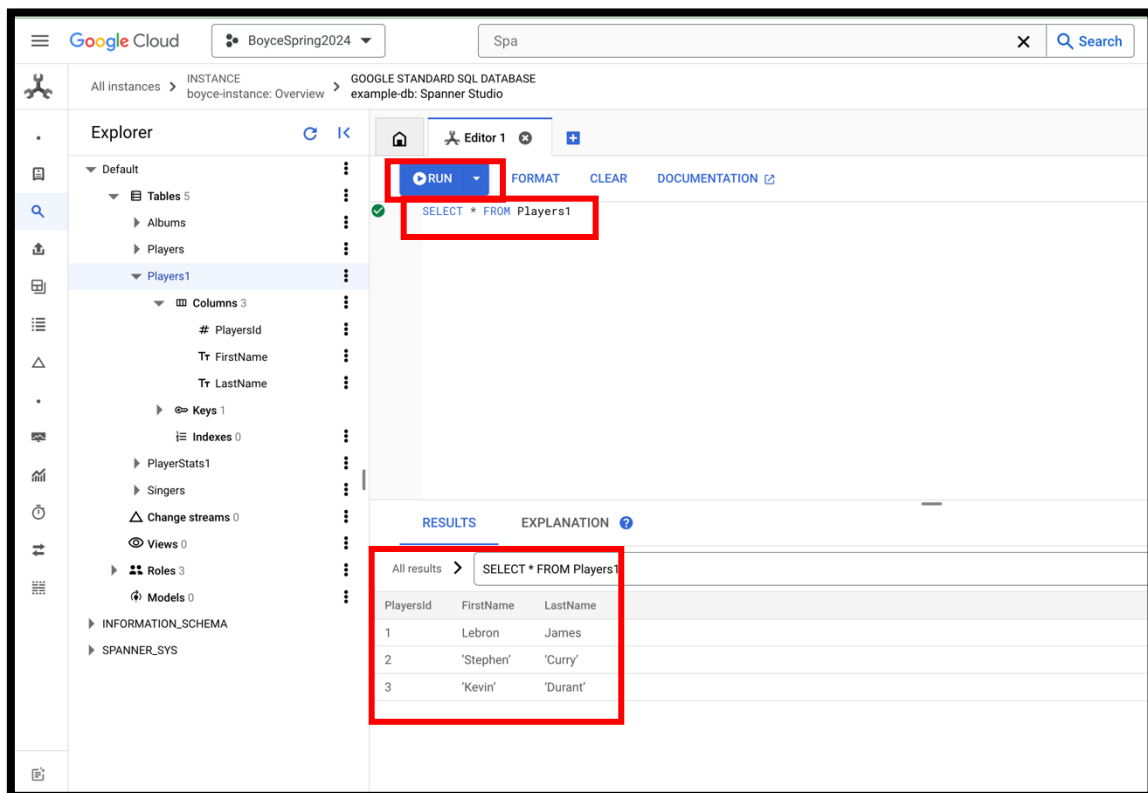 Google Cloud BoyceSpring2024 Spa Search
All instances INSTANCE GOOGLE STANDARD SQL DATABASE
boyce-instance: Overview example-db: Spanner Studio
Explorer
Editor 1
RUN FORMAT CLEAR DOCUMENTATION
SELECT * FROM Players1
Default
Tables 5
Albums
Players
Players1
Columns 3
# PlayersId
Tт FirstName
Tт LastName
Keys 1
Indexes 0
PlayerStats1
Singers
Change streams 0
Views 0
Roles 3
Models 0
INFORMATION_SCHEMA
SPANNER_SYS
RESULTS EXPLANATION ?
All results SELECT * FROM Players1
PlayersId FirstName LastName
1 Lebron James
2 ‘Stephen’ ‘Curry’
3 ‘Kevin’ ‘Durant’